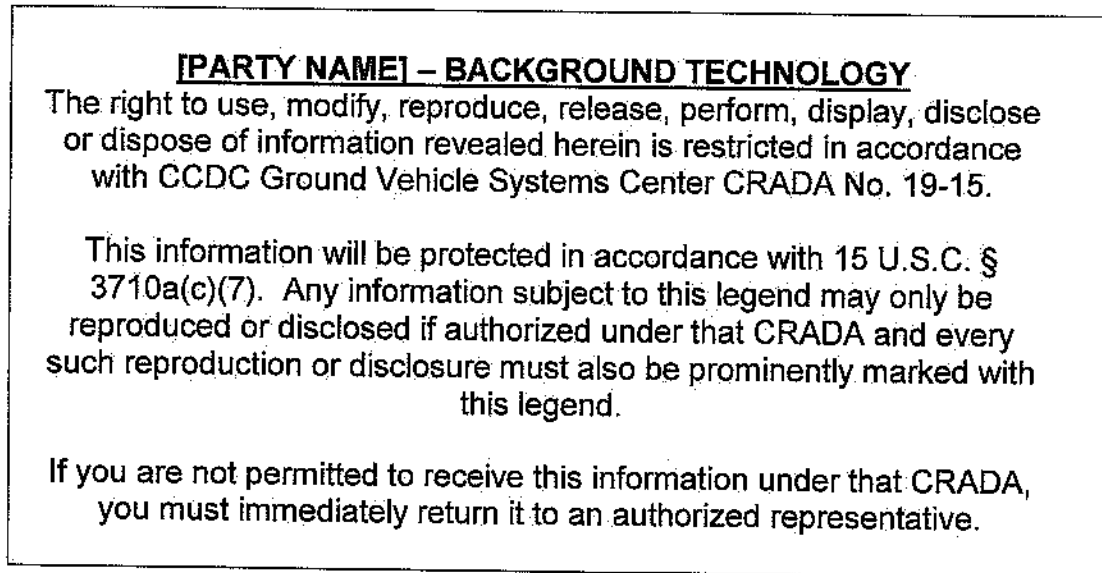 [PARTY NAME] – BACKGROUND TECHNOLOGY
The right to use, modify, reproduce, release, perform, display, disclose
or dispose of information revealed herein is restricted in accordance
with CCDC Ground Vehicle Systems Center CRADA No. 19-15.
This information will be protected in accordance with 15 U.S.C. §
3710a(c)(7). Any information subject to this legend may only be
reproduced or disclosed if authorized under that CRADA and every
such reproduction or disclosure must also be prominently marked with
this legend.
If you are not permitted to receive this information under that CRADA,
you must immediately return it to an authorized representative.